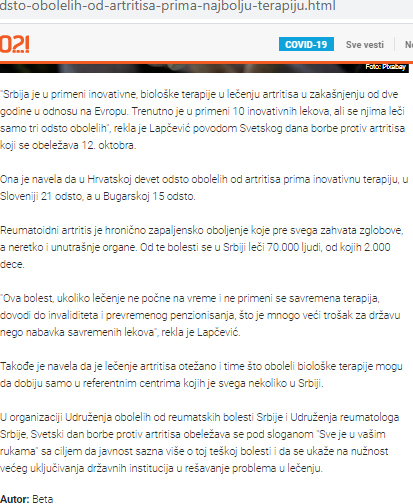 dsto-obolelih-od-artritisa-prima-najbolju-terapiju.html
021
COVID-19 Sve vesti
Foto: Pixabay
"Srbija je u primeni inovativne, biološke terapije u lečenju artritisa u zakašnjenju od dve
godine u odnosu na Evropu. Trenutno je u primeni 10 inovativnih lekova, ali se njima leči
samo tri odsto obolelih", rekla je Lapčević povodom Svetskog dana borbe protiv artritisa
koji se obeležava 12. oktobra.
Ona je navela da u Hrvatskoj devet odsto obolelih od artritisa prima inovativnu terapiju, u
Sloveniji 21 odsto, a u Bugarskoj 15 odsto.
Reumatoidni artritis je hronično zapaljensko oboljenje koje pre svega zahvata zglobove,
a neretko i unutrašnje organe. Od te bolesti se u Srbiji leči 70.000 ljudi, od kojih 2.000
dece.
"Ova bolest, ukoliko lečenje ne počne na vreme i ne primeni se savremena terapija,
dovodi do invaliditeta i prevremenog penzionisanja, što je mnogo veći trošak za državu
nego nabavka savremenih lekova", rekla je Lapčević.
Takođe je navela da je lečenje artritisa otežano i time što oboleli biološke terapije mogu
da dobiju samo u referentnim centrima kojih je svega nekoliko u Srbiji.
U organizaciji Udruženja obolelih od reumatskih bolesti Srbije i Udruženja reumatologa
Srbije, Svetski dan borbe protiv artritisa obeležava se pod sloganom "Sve je u vašim
rukama" sa ciljem da javnost sazna više o toj teškoj bolesti i da se ukaže na nužnost
većeg uključivanja državnih institucija u rešavanje problema u lečenju.
Autor: Beta